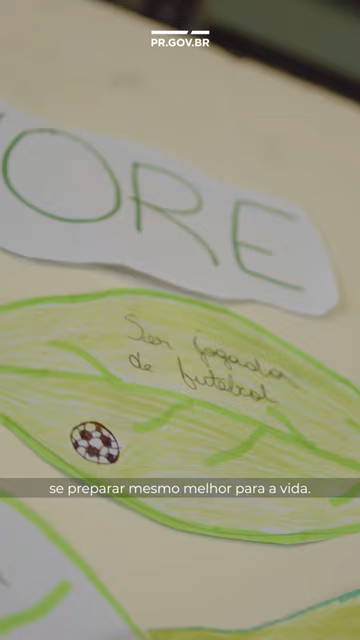 PR.GOV.BR
ORE
Ser jogador
de futebol
se preparar mesmo melhor para a vida.